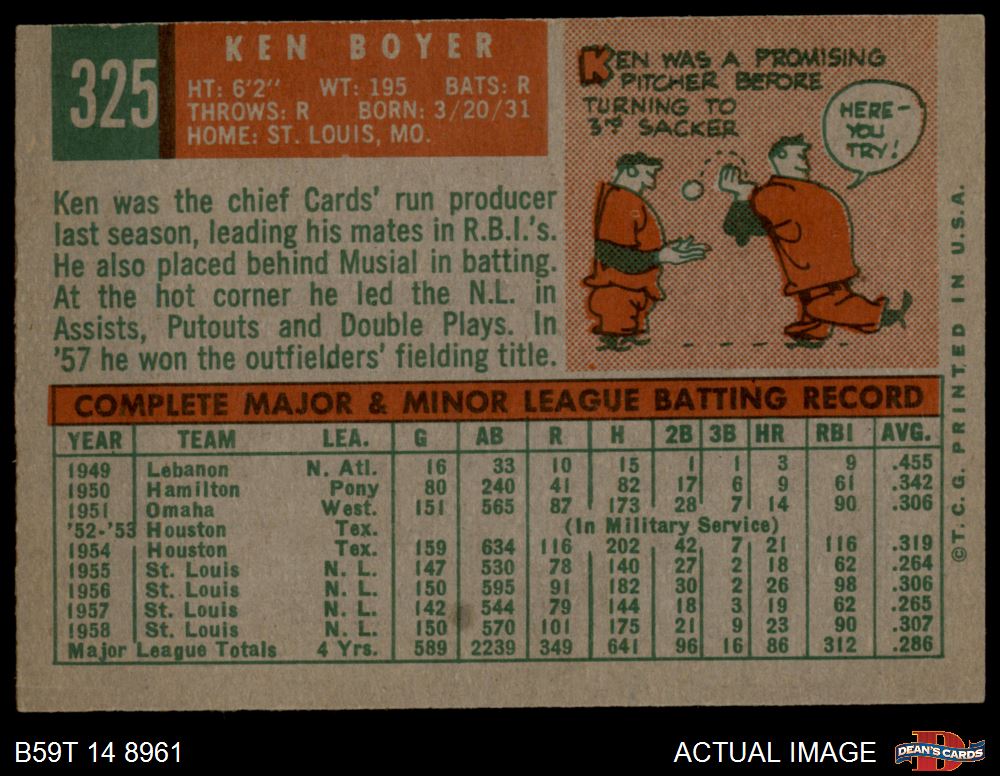 325
KEN BOYER
HT: 6'2" WT: 195 BATS: R
THROWS: R BORN: 3/20/31
HOME: ST. LOUIS, MO.
KEN WAS A PROMISING
PITCHER BEFORE
TURNING TO
3rd SACKER
HERE-
YOU
TRY!
Ken was the chief Cards' run producer
last season, leading his mates in R.B.I.'s.
He also placed behind Musial in batting.
At the hot corner he led the N.L. in
Assists, Putouts and Double Plays. In
'57 he won the outfielders' fielding title.
COMPLETE MAJOR & MINOR LEAGUE BATTING RECORD
YEAR TEAM LEA. G AB R H 2B 3B HR RBI AVG.
1949 Lebanon N. Atl. 16 33 10 15 1 1 3 9 .455
1950 Hamilton Pony 80 240 41 82 17 6 9 61 .342
1951 Omaha West. 151 565 87 173 28 7 14 90 .306
'52-'53 Houston Tex. (In Military Service)
1954 Houston Tex. 159 634 116 202 42 7 21 116 .319
1955 St. Louis N. L. 147 530 78 140 27 2 18 62 .264
1956 St. Louis N. L. 150 595 91 182 30 2 26 98 .306
1957 St. Louis N. L. 142 544 79 144 18 3 19 62 .265
1958 St. Louis N. L. 150 570 101 175 21 9 23 90 .307
Major League Totals 4 Yrs. 589 2239 349 641 96 16 86 312 .286
©T.C.G. PRINTED IN U.S.A.
B59T 14 8961
ACTUAL IMAGE
DEAN'S CARDS